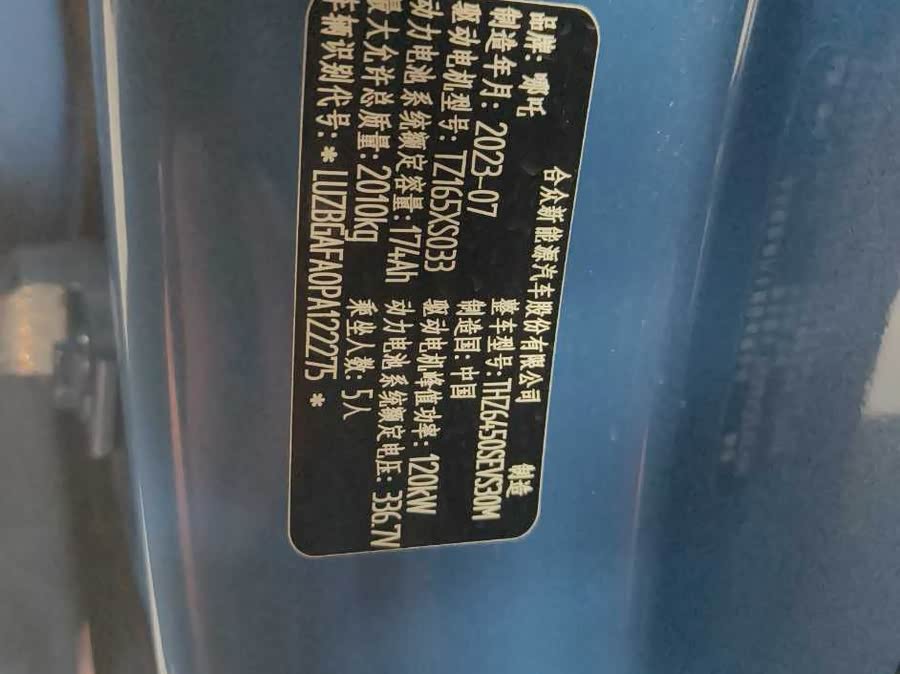 合众新能源汽车股份有限公司 制造
品牌: 哪吒 整车型号: THZ6450SEVS30M
制造年月: 2023-07 制造国: 中国
驱动电机型号: TZ165XS033 驱动电机峰值功率: 120kW
动力电池系统额定容量: 174Ah 动力电池系统额定电压: 336.7V
最大允许总质量: 2010kg 乘坐人数: 5人
车辆识别代号: * LUZBGAFA0PA122275 *